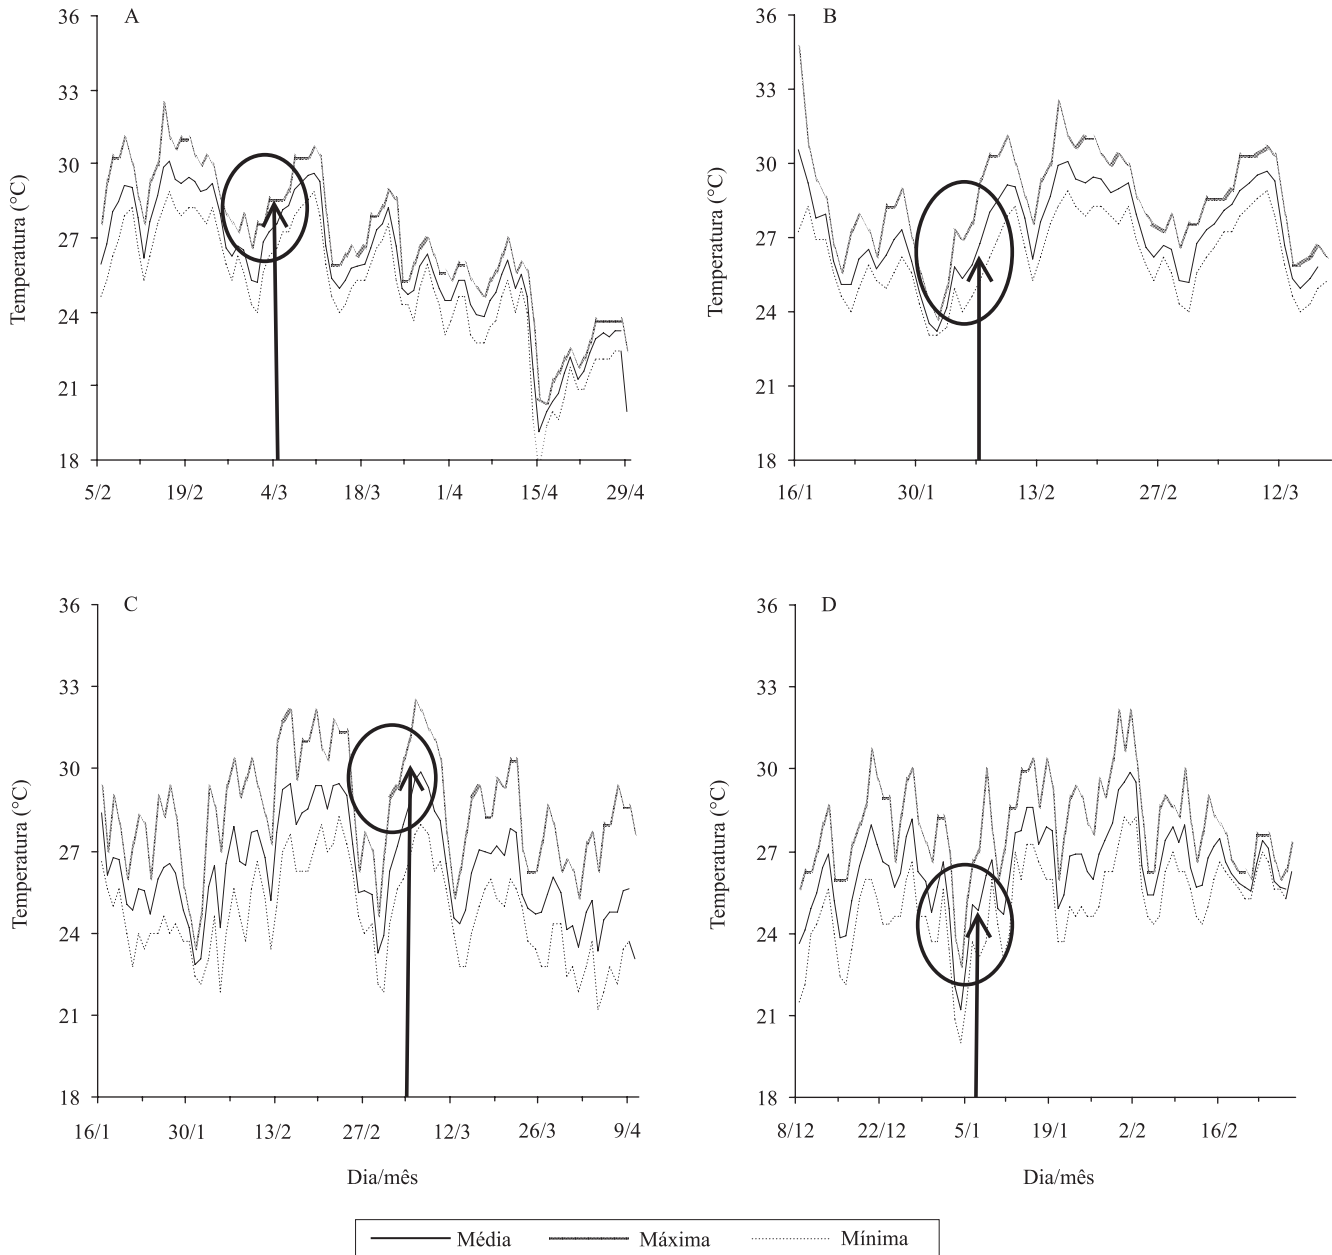 A
Temperatura (°C)
36
33
30
27
24
21
18
5/2 19/2 4/3 18/3 1/4 15/4 29/4
B
Temperatura (°C)
36
33
30
27
24
21
18
16/1 30/1 13/2 27/2 12/3
C
Temperatura (°C)
36
33
30
27
24
21
18
16/1 30/1 13/2 27/2 12/3 26/3 9/4
Dia/mês
D
Temperatura (°C)
36
33
30
27
24
21
18
8/12 22/12 5/1 19/1 2/2 16/2
Dia/mês
Média Máxima Mínima